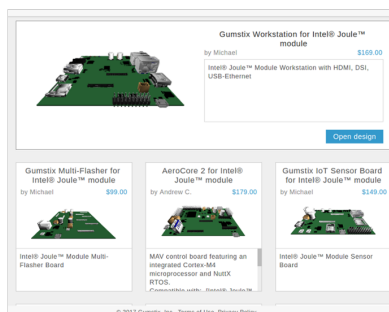 Gumstix Workstation for Intel® Joule™
module
by Michael $169.00
Intel® Joule™ Module Workstation with HDMI, DSI,
USB-Ethernet
Open design
Gumstix Multi-Flasher for
Intel® Joule™ module
by Michael $99.00
Intel® Joule™ Module Multi-
Flasher Board
AeroCore 2 for Intel®
Joule™ module
by Andrew C. $179.00
MAV control board featuring an
integrated Cortex-M4
microprocessor and NuttX
RTOS.
Compatible with: /Intel® Joule™
Gumstix IoT Sensor Board
for Intel® Joule™ module
by Michael $149.00
Intel® Joule™ Module Sensor
Board
© 2017 Gumstix, Inc. Terms of Use Privacy Policy